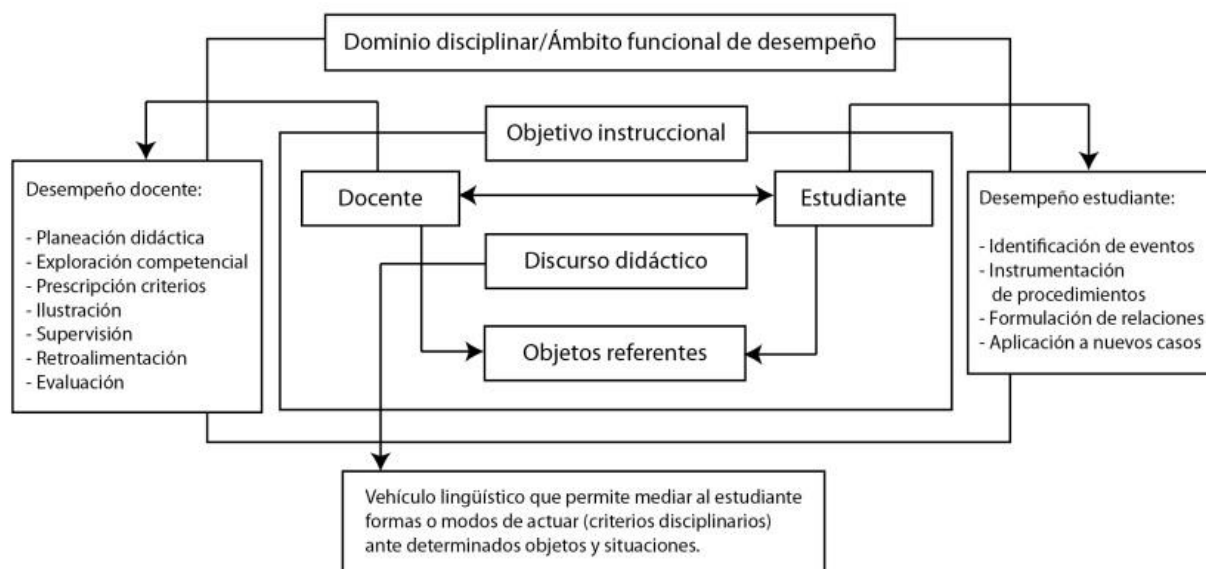 Dominio disciplinar/Ámbito funcional de desempeño
Objetivo instruccional
Desempeño docente:
- Planeación didáctica
- Exploración competencial
- Prescripción criterios
- Ilustración
- Supervisión
- Retroalimentación
- Evaluación
Docente
Estudiante
Discurso didáctico
Objetos referentes
Desempeño estudiante:
- Identificación de eventos
- Instrumentación
de procedimientos
- Formulación de relaciones
- Aplicación a nuevos casos
Vehículo lingüístico que permite mediar al estudiante
formas o modos de actuar (criterios disciplinarios)
ante determinados objetos y situaciones.